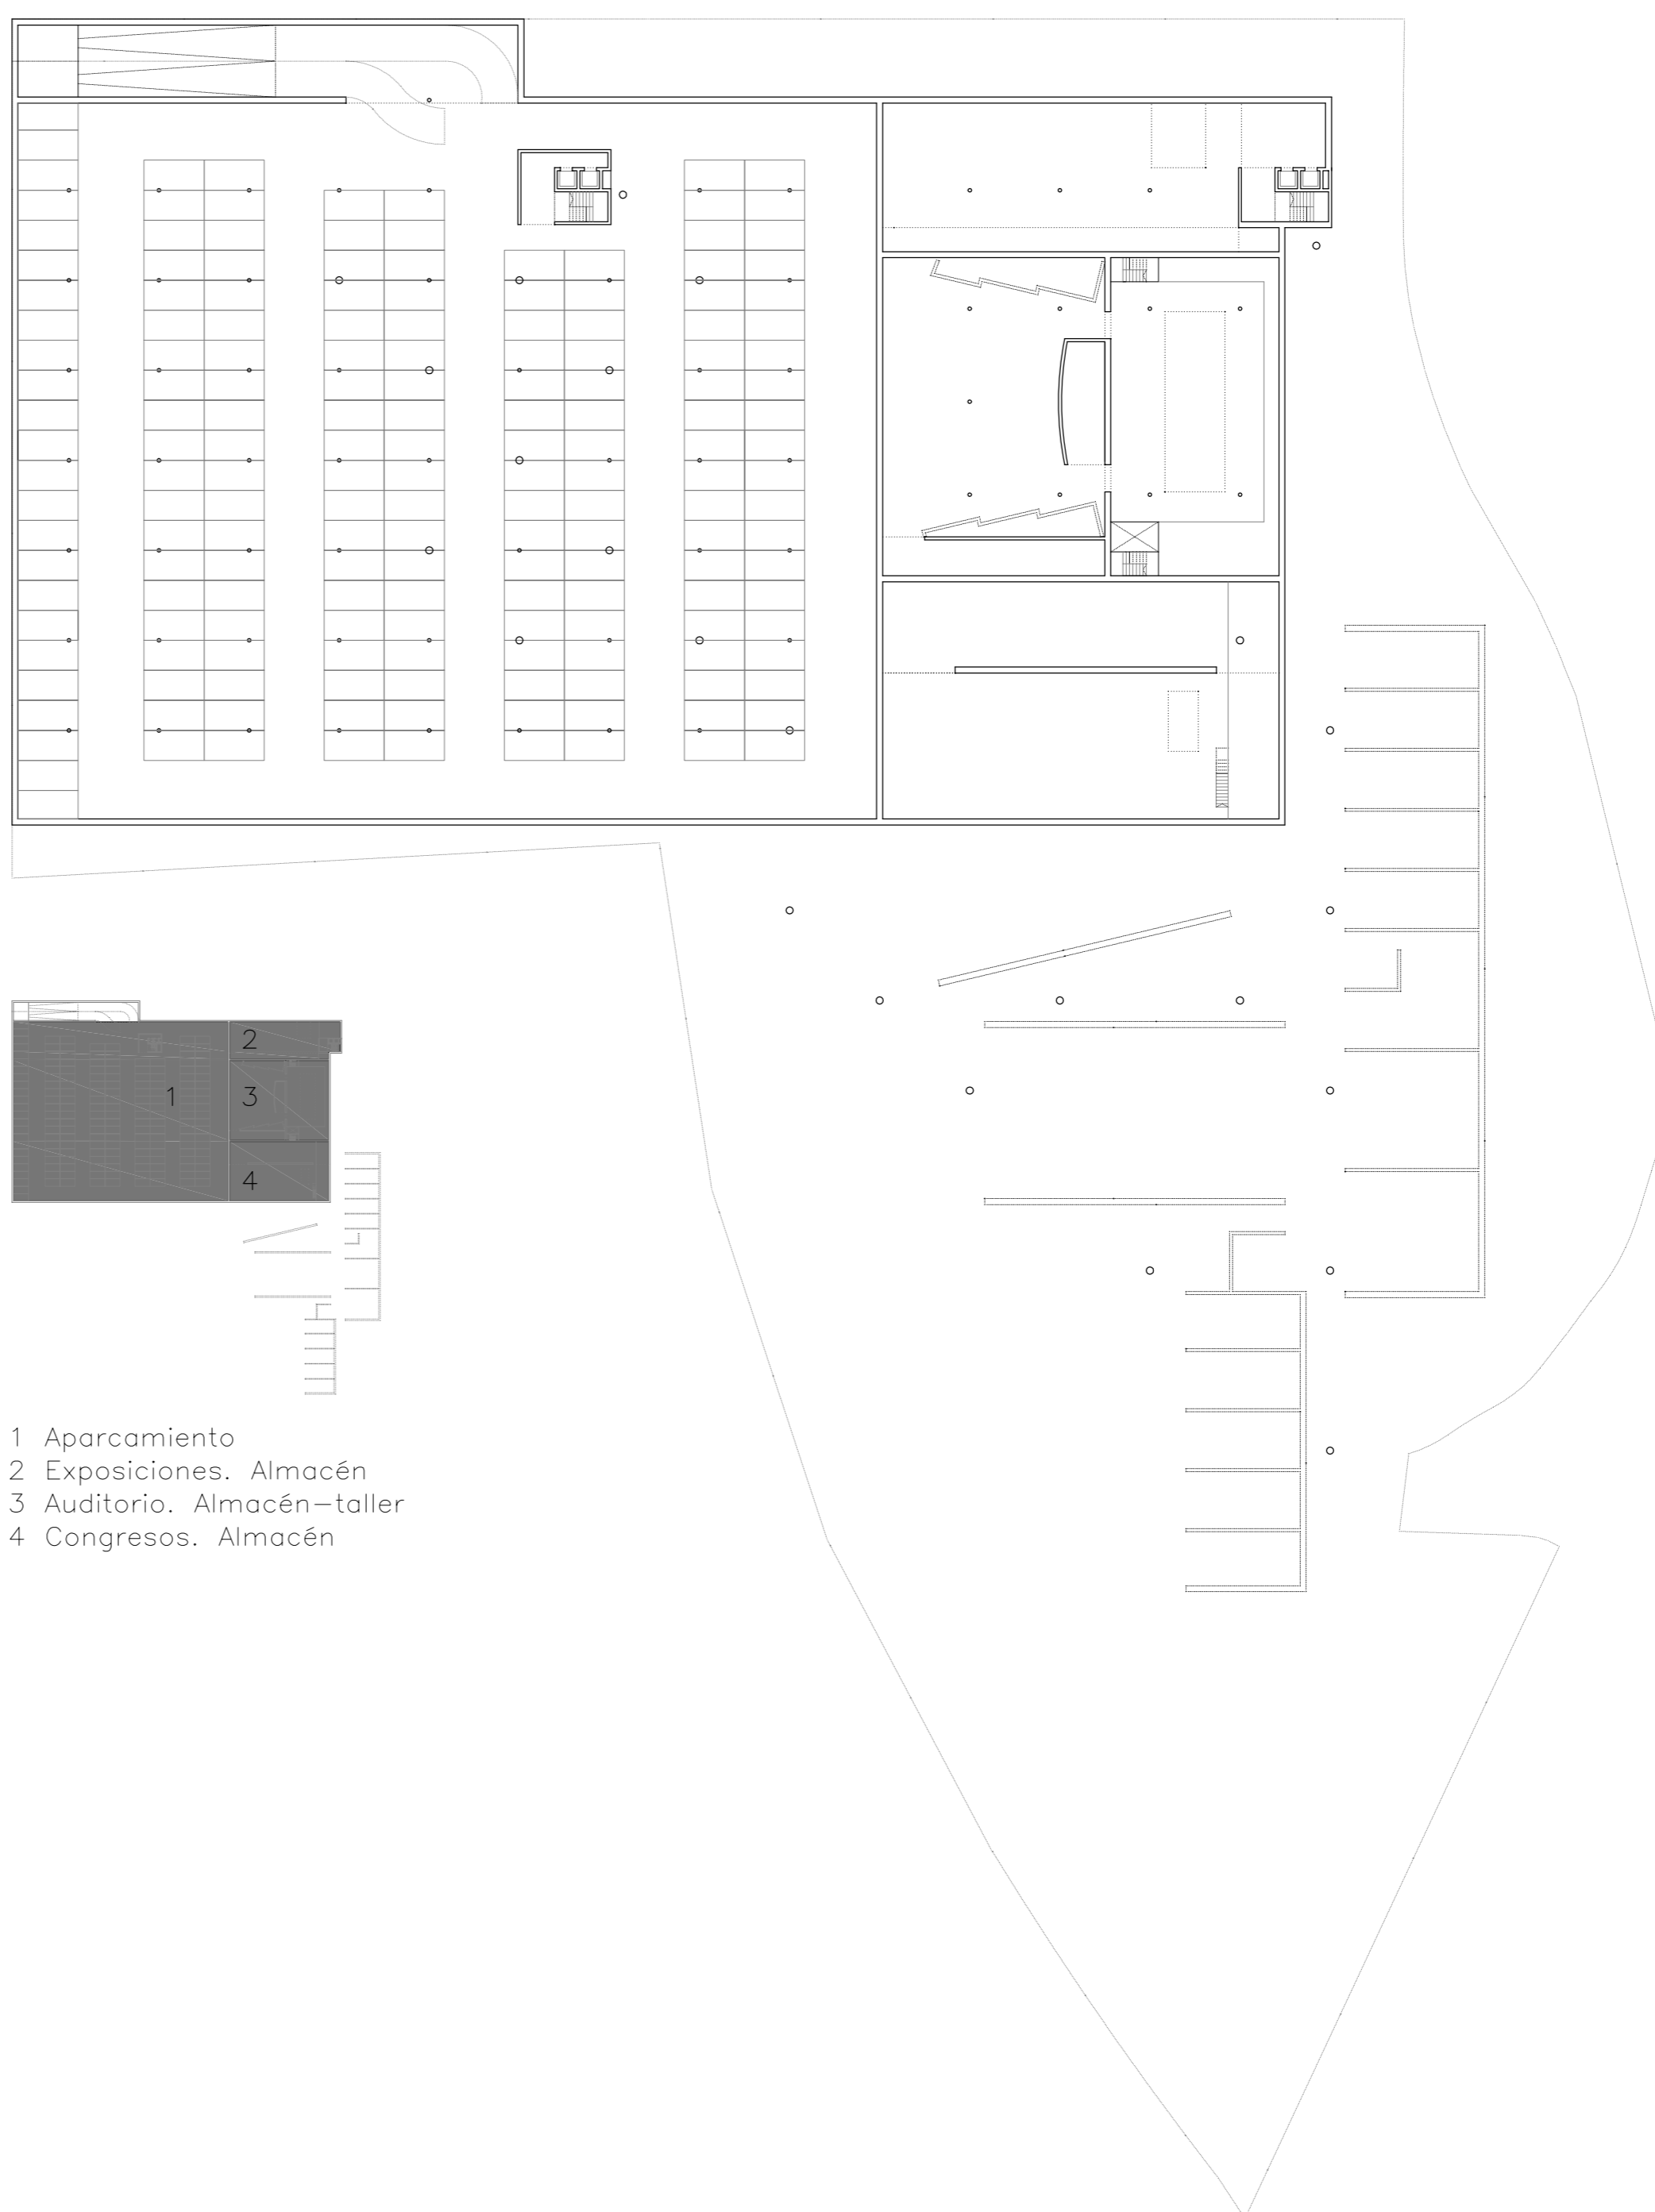 2
1
3
4
1 Aparcamiento
2 Exposiciones. Almacén
3 Auditorio. Almacén-taller
4 Congresos. Almacén